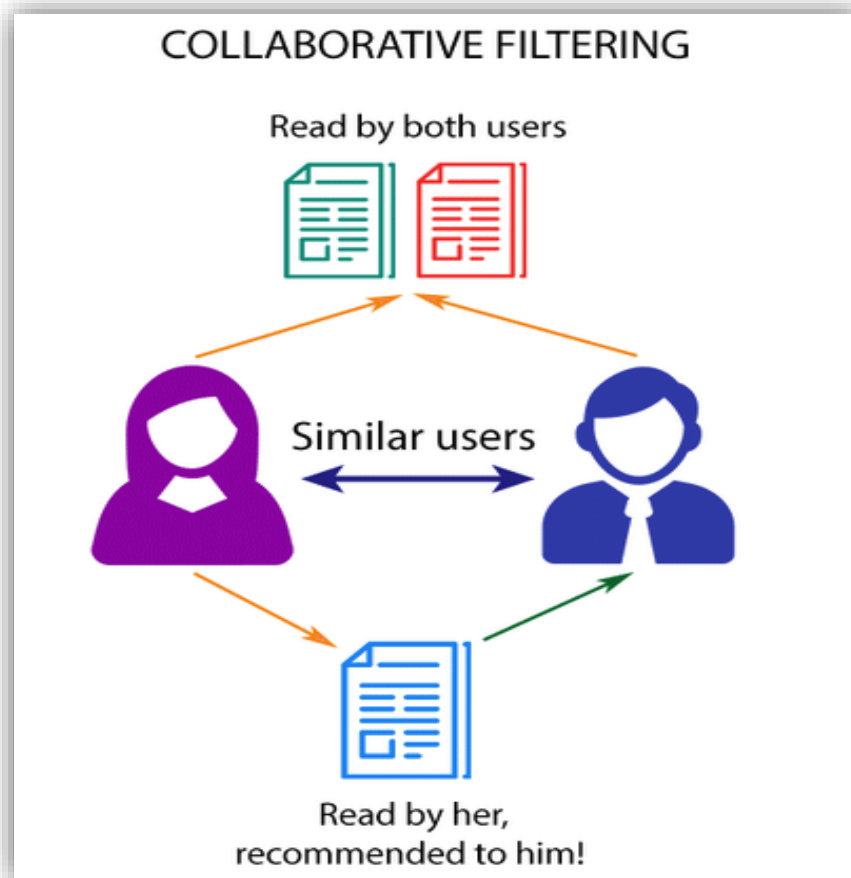 COLLABORATIVE FILTERING
Read by both users
Similar users
Read by her,
recommended to him!